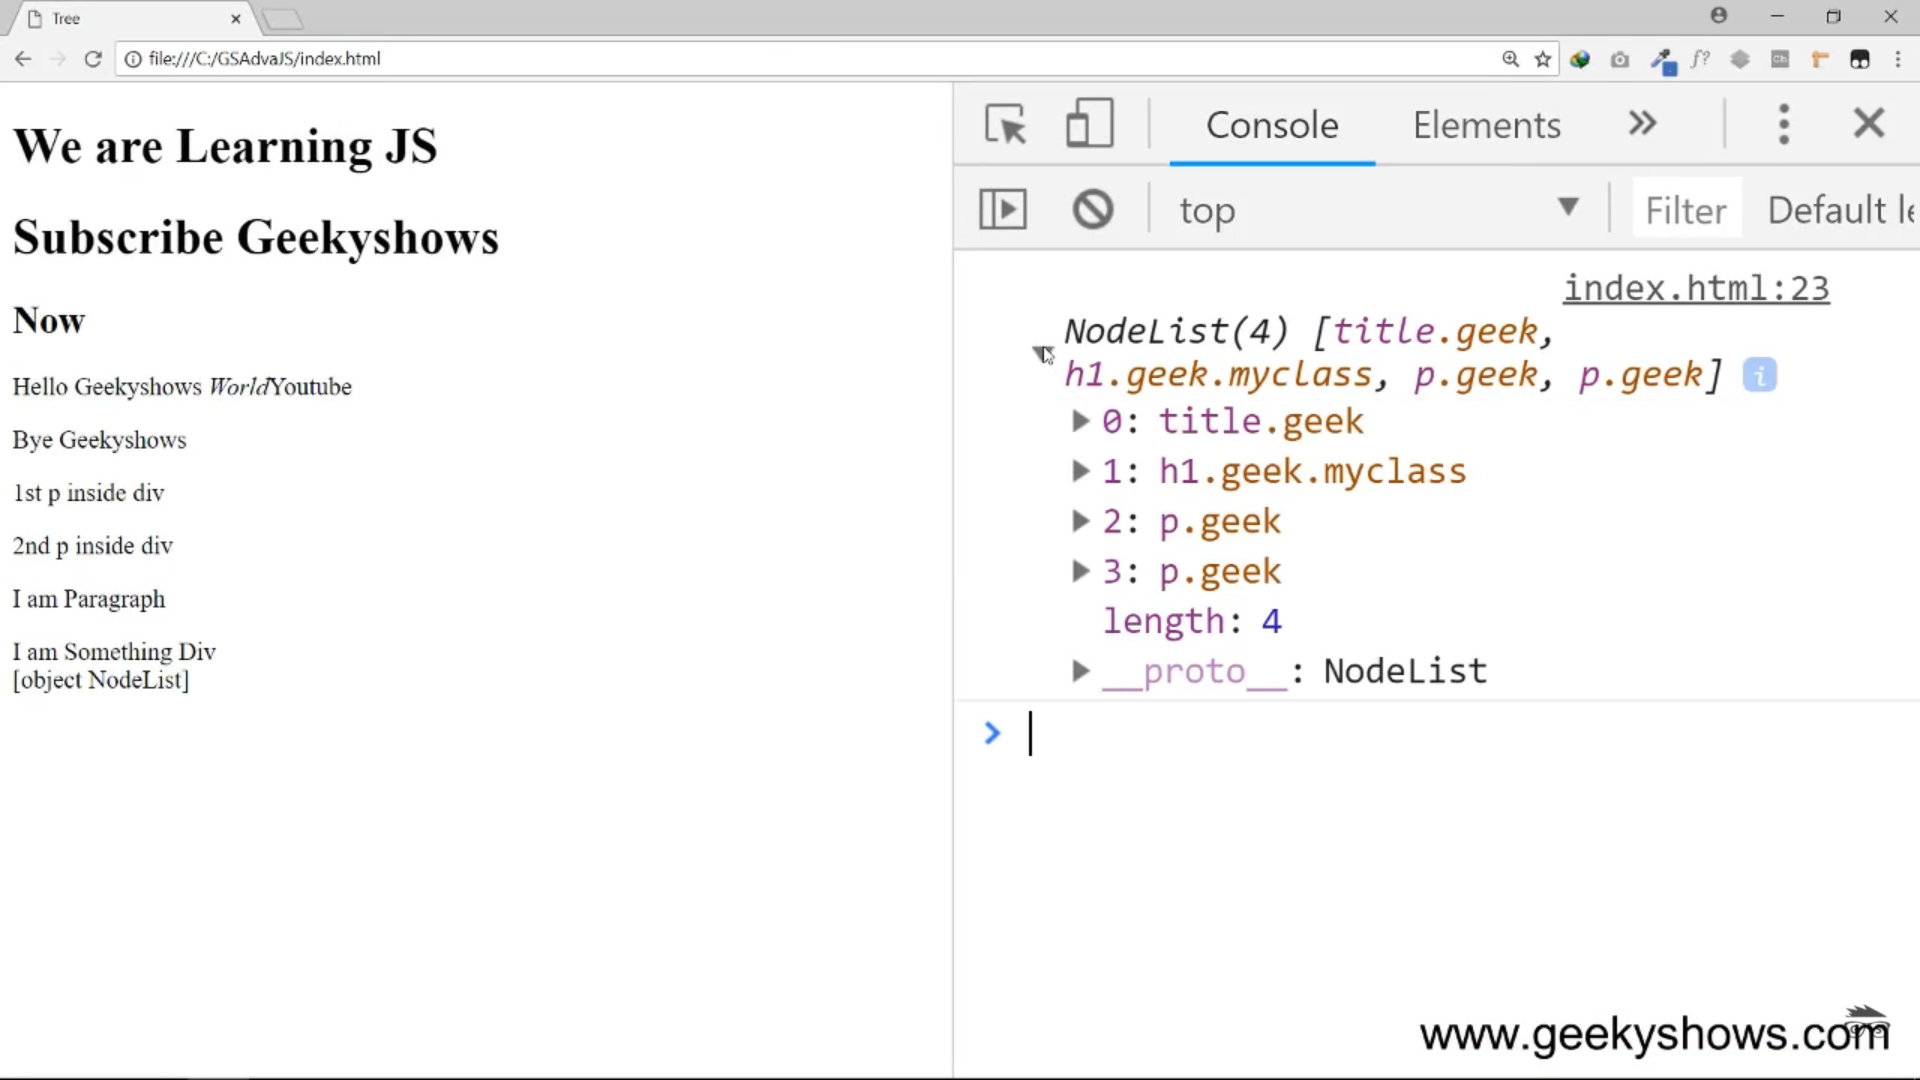 Tree
file:///C:/GSAdvaJS/index.html
We are Learning JS
Subscribe Geekyshows
Now
Hello Geekyshows WorldYoutube
Bye Geekyshows
1st p inside div
2nd p inside div
I am Paragraph
I am Something Div
[object NodeList]
Console Elements
top Filter Default le
index.html:23
NodeList(4) [title.geek,
h1.geek.myclass, p.geek, p.geek] i
0: title.geek
1: h1.geek.myclass
2: p.geek
3: p.geek
length: 4
__proto__: NodeList
www.geekyshows.com